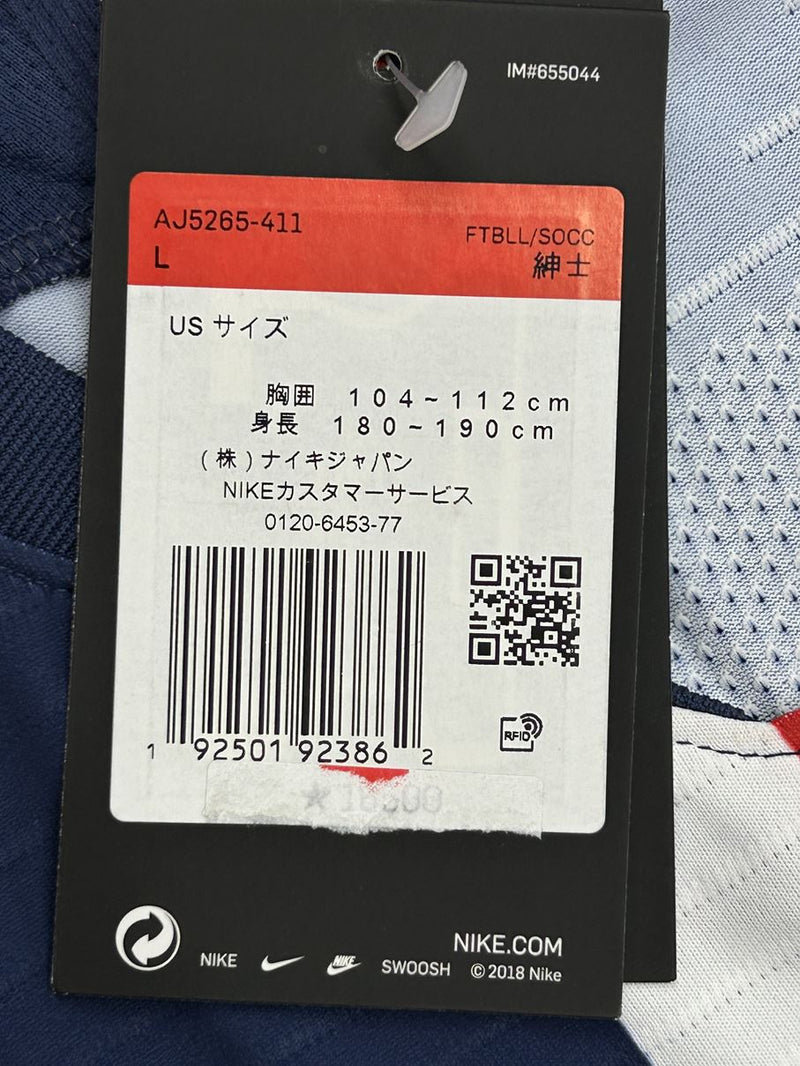 IM#655044
AJ5265-411
FTBLL/SOCC
L
紳士
US サイズ
胸囲 104~112cm
身長 180~190cm
(株)ナイキジャパン
NIKEカスタマーサービス
0120-6453-77
RFID
1 92501 92386 2
NIKE.COM
NIKE NIKE SWOOSH ©2018 Nike